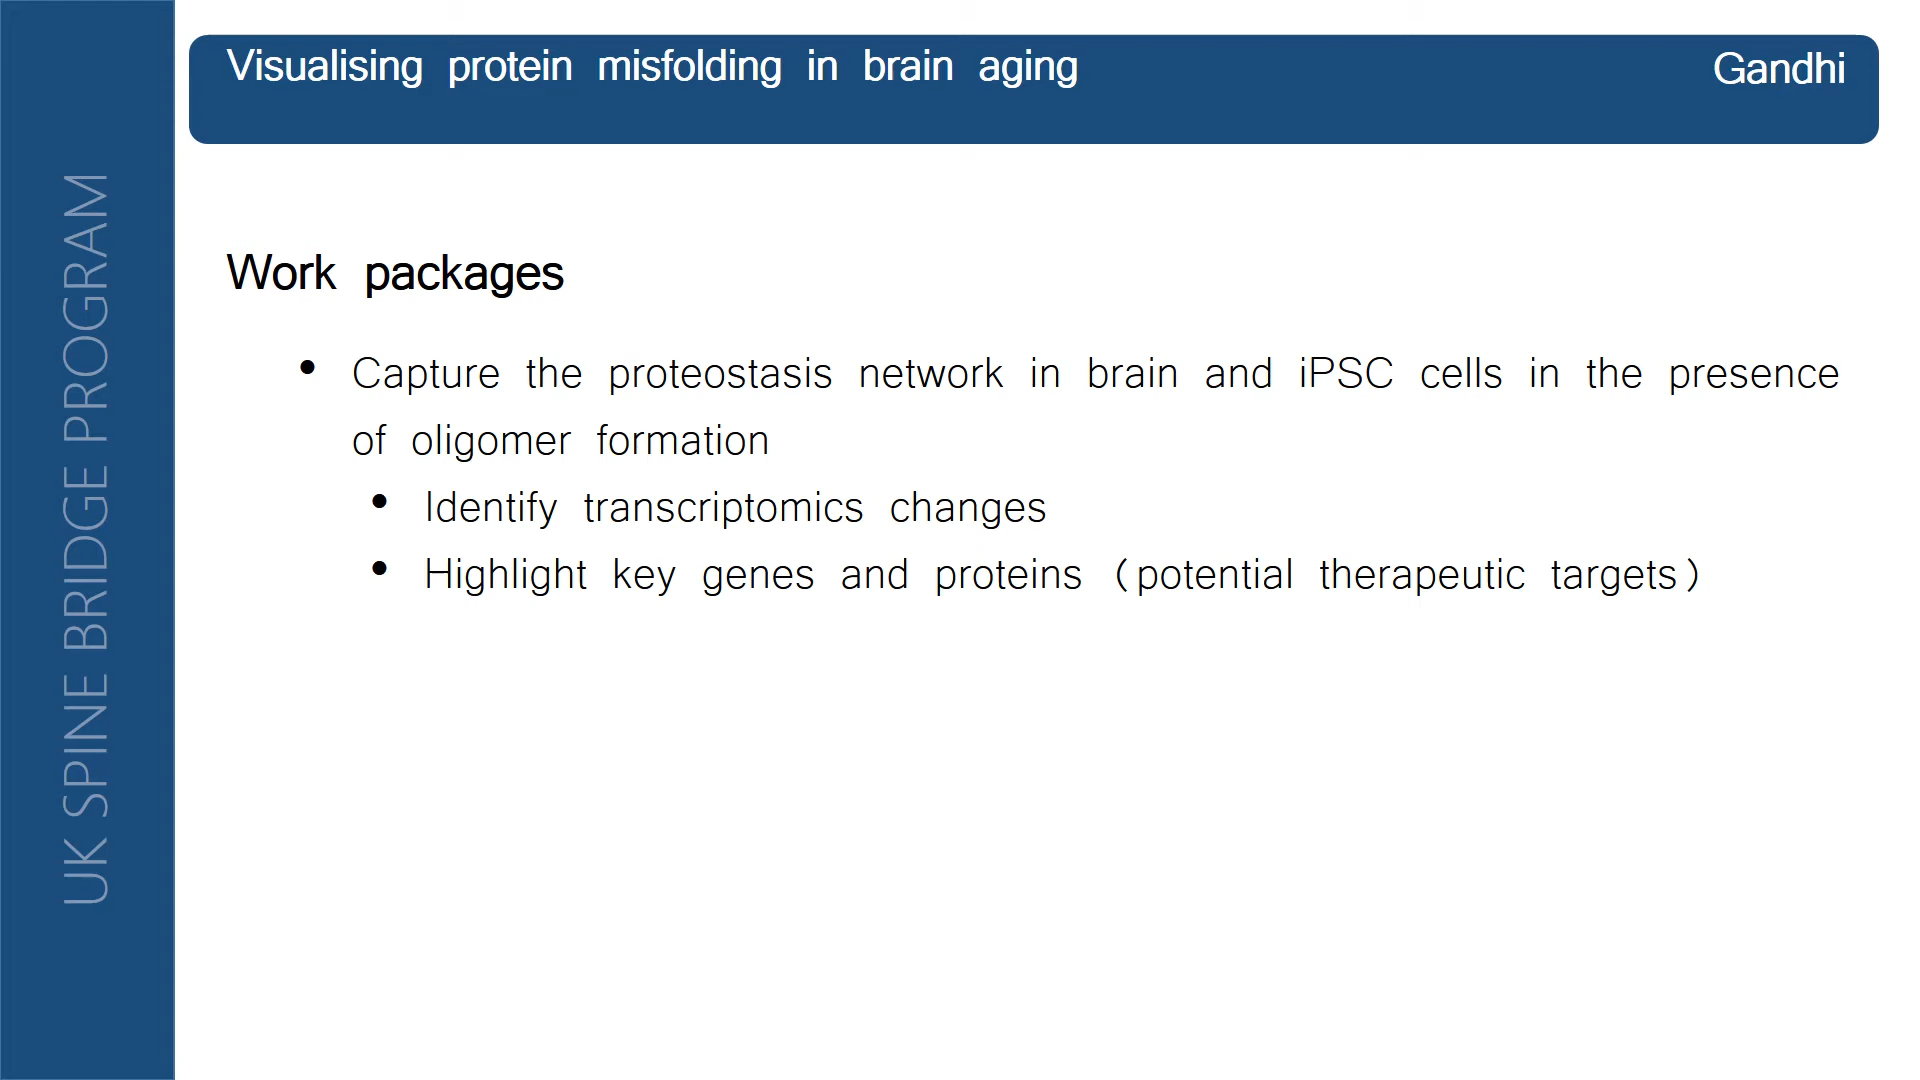 Visualising protein misfolding in brain aging
Gandhi
UK SPINE BRIDGE PROGRAM
Work packages
• Capture the proteostasis network in brain and iPSC cells in the presence
of oligomer formation
• Identify transcriptomics changes
• Highlight key genes and proteins (potential therapeutic targets)